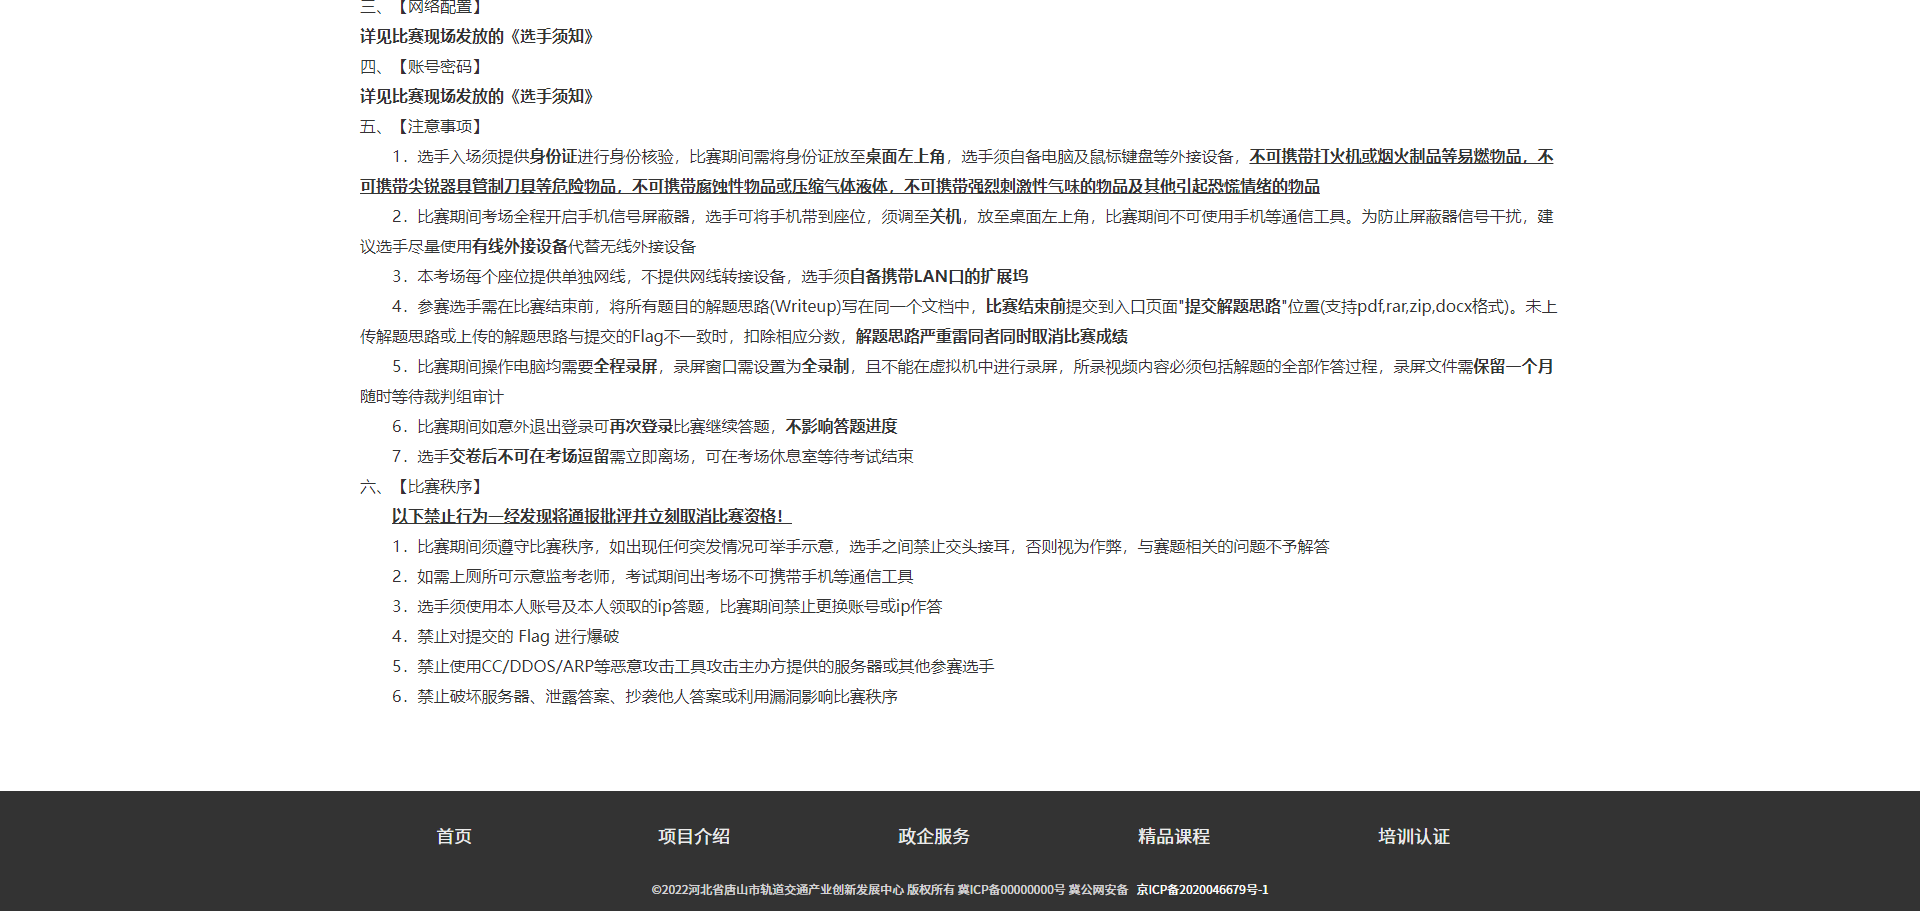 三、【网络配置】
详见比赛现场发放的《选手须知》
四、【账号密码】
详见比赛现场发放的《选手须知》
五、【注意事项】
1．选手入场须提供身份证进行身份核验，比赛期间需将身份证放至桌面左上角，选手须自备电脑及鼠标键盘等外接设备，不可携带打火机或烟火制品等易燃物品，不
可携带尖锐器具管制刀具等危险物品，不可携带腐蚀性物品或压缩气体液体，不可携带强烈刺激性气味的物品及其他引起恐慌情绪的物品
2．比赛期间考场全程开启手机信号屏蔽器，选手可将手机带到座位，须调至关机，放至桌面左上角，比赛期间不可使用手机等通信工具。为防止屏蔽器信号干扰，建
议选手尽量使用有线外接设备代替无线外接设备
3．本考场每个座位提供单独网线，不提供网线转接设备，选手须自备携带LAN口的扩展坞
4．参赛选手需在比赛结束前，将所有题目的解题思路(Writeup)写在同一个文档中，比赛结束前提交到入口页面"提交解题思路"位置(支持pdf,rar,zip,docx格式)。未上
传解题思路或上传的解题思路与提交的Flag不一致时，扣除相应分数，解题思路严重雷同者同时取消比赛成绩
5．比赛期间操作电脑均需要全程录屏，录屏窗口需设置为全录制，且不能在虚拟机中进行录屏，所录视频内容必须包括解题的全部作答过程，录屏文件需保留一个月
随时等待裁判组审计
6．比赛期间如意外退出登录可再次登录比赛继续答题，不影响答题进度
7．选手交卷后不可在考场逗留需立即离场，可在考场休息室等待考试结束
六、【比赛秩序】
以下禁止行为一经发现将通报批评并立刻取消比赛资格！
1．比赛期间须遵守比赛秩序，如出现任何突发情况可举手示意，选手之间禁止交头接耳，否则视为作弊，与赛题相关的问题不予解答
2．如需上厕所可示意监考老师，考试期间出考场不可携带手机等通信工具
3．选手须使用本人账号及本人领取的ip答题，比赛期间禁止更换账号或ip作答
4．禁止对提交的 Flag 进行爆破
5．禁止使用CC/DDOS/ARP等恶意攻击工具攻击主办方提供的服务器或其他参赛选手
6．禁止破坏服务器、泄露答案、抄袭他人答案或利用漏洞影响比赛秩序
首页 项目介绍 政企服务 精品课程 培训认证
©2022河北省唐山市轨道交通产业创新发展中心 版权所有 冀ICP备00000000号 冀公网安备 京ICP备2020046679号-1